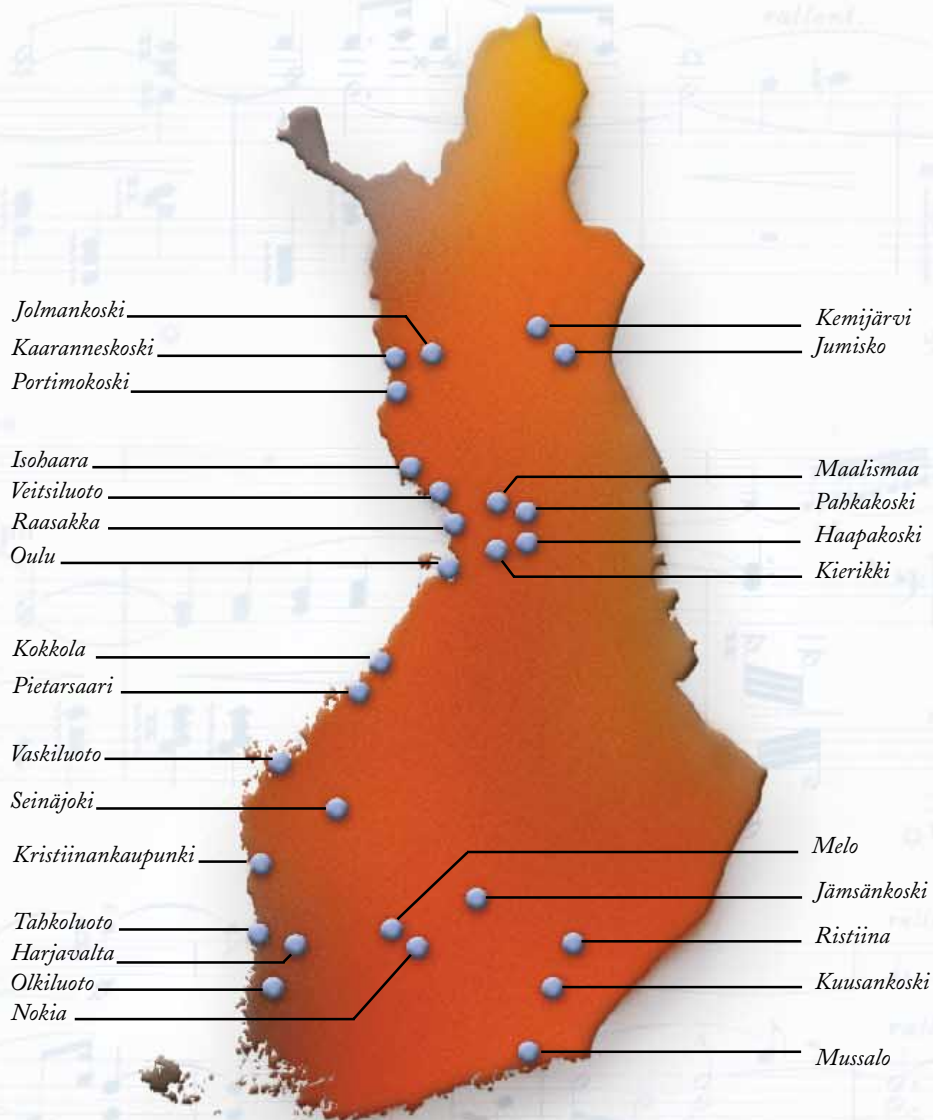 rallent.
Jolmankoski
Kaaranneskoski
Portimokoski
Isohaara
Veitsiluoto
Raasakka
Oulu
Kokkola
Pietarsaari
Vaskiluoto
Seinäjoki
Kristiinankaupunki
Tahkoluoto
Harjavalta
Olkiluoto
Nokia
Kemijärvi
Jumisko
Maalismaa
Pahkakoski
Haapakoski
Kierikki
Melo
Jämsänkoski
Ristiina
Kuusankoski
Mussalo